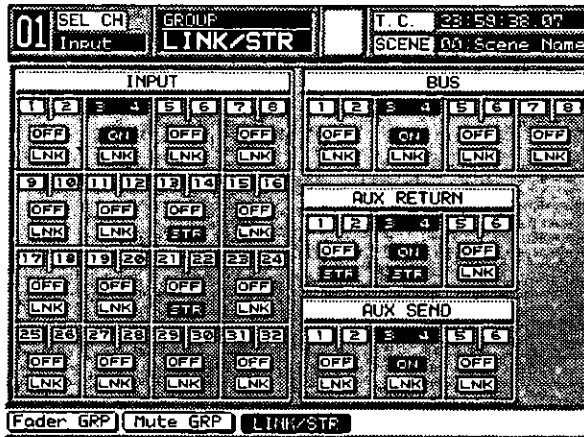 01 SEL CH GROUP T. C. 23:59:38.07
Input LINK/STR SCENE 00:Scene Name
INPUT BUS
1 2 3 4 5 6 7 8 1 2 3 4 5 6 7 8
OFF ON OFF OFF OFF ON OFF OFF
LNK LNK LNK LNK LNK LNK LNK LNK
9 10 11 12 13 14 15 16 AUX RETURN
OFF OFF OFF OFF 1 2 3 4 5 6
LNK LNK STR LNK OFF ON OFF
17 18 19 20 21 22 23 24 STR STR LNK
OFF OFF OFF OFF AUX SEND
LNK LNK STR LNK 1 2 3 4 5 6
25 26 27 28 29 30 31 32 OFF ON OFF
OFF OFF OFF OFF LNK LNK LNK
LNK LNK LNK LNK
Fader GRP Mute GRP LINK/STR